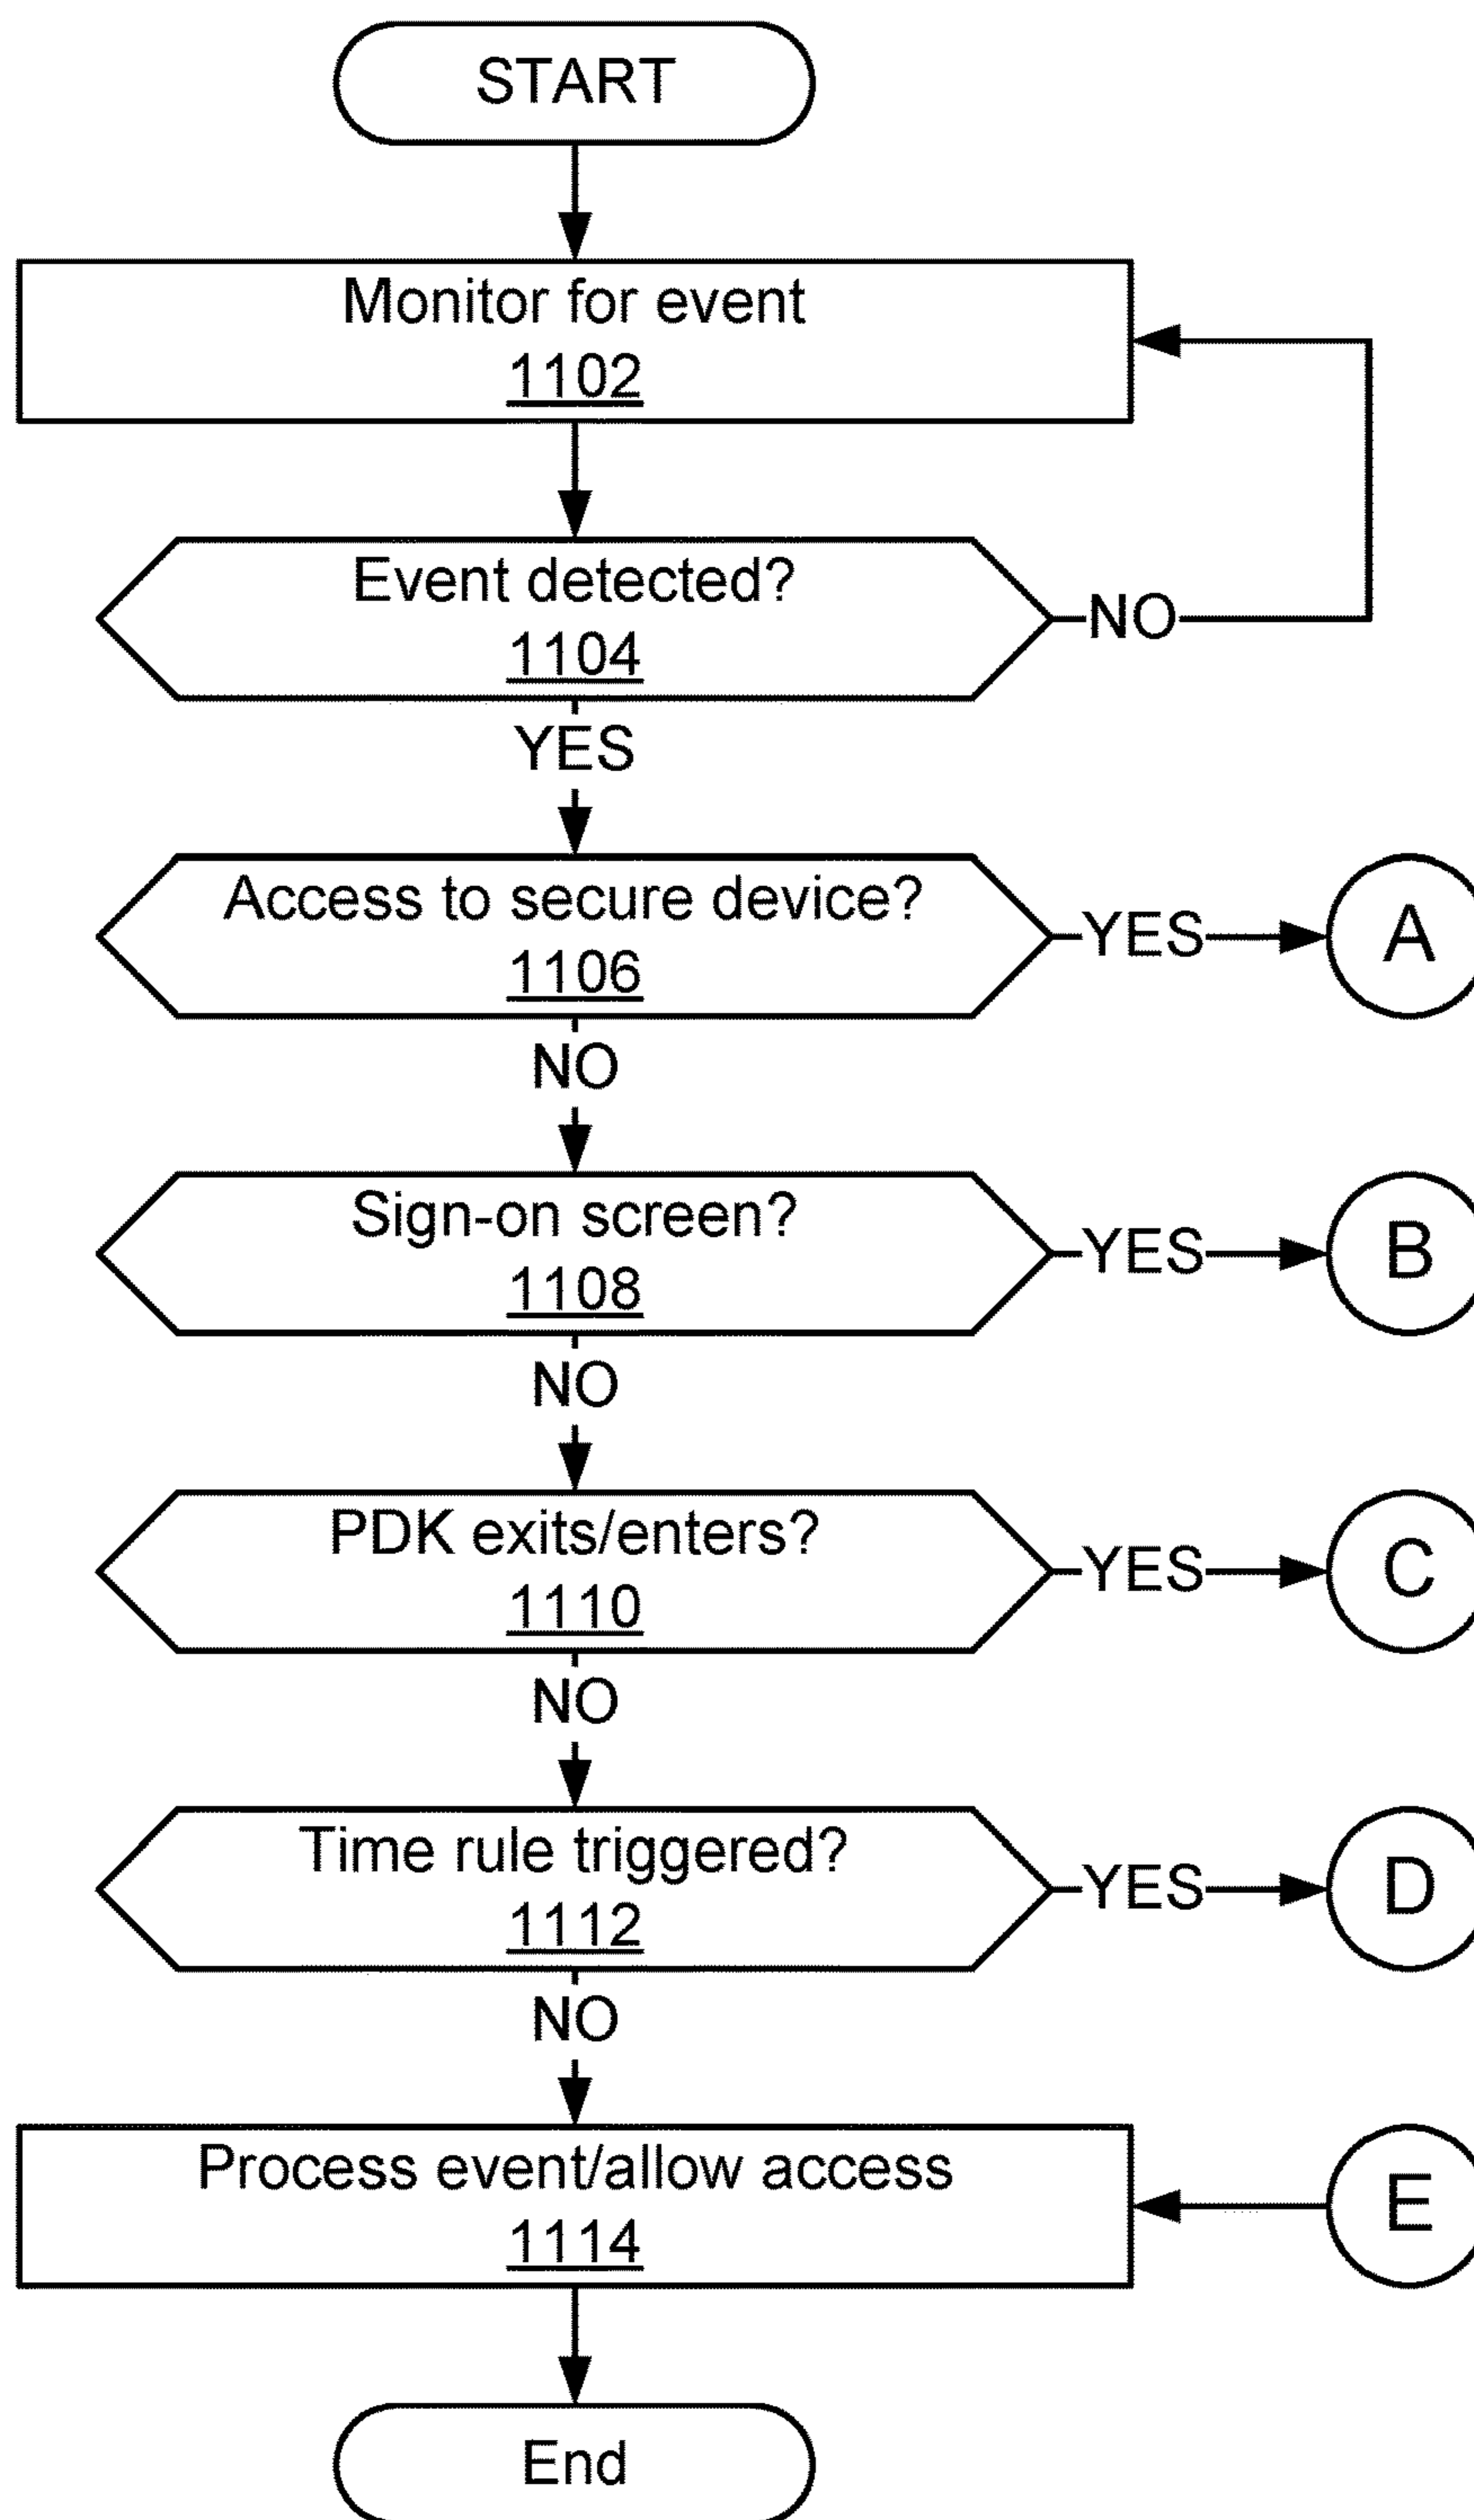 START
Monitor for event
1102
Event detected?
1104
NO
YES
Access to secure device?
1106
YES
A
NO
Sign-on screen?
1108
YES
B
NO
PDK exits/enters?
1110
YES
C
NO
Time rule triggered?
1112
YES
D
NO
Process event/allow access
1114
E
End